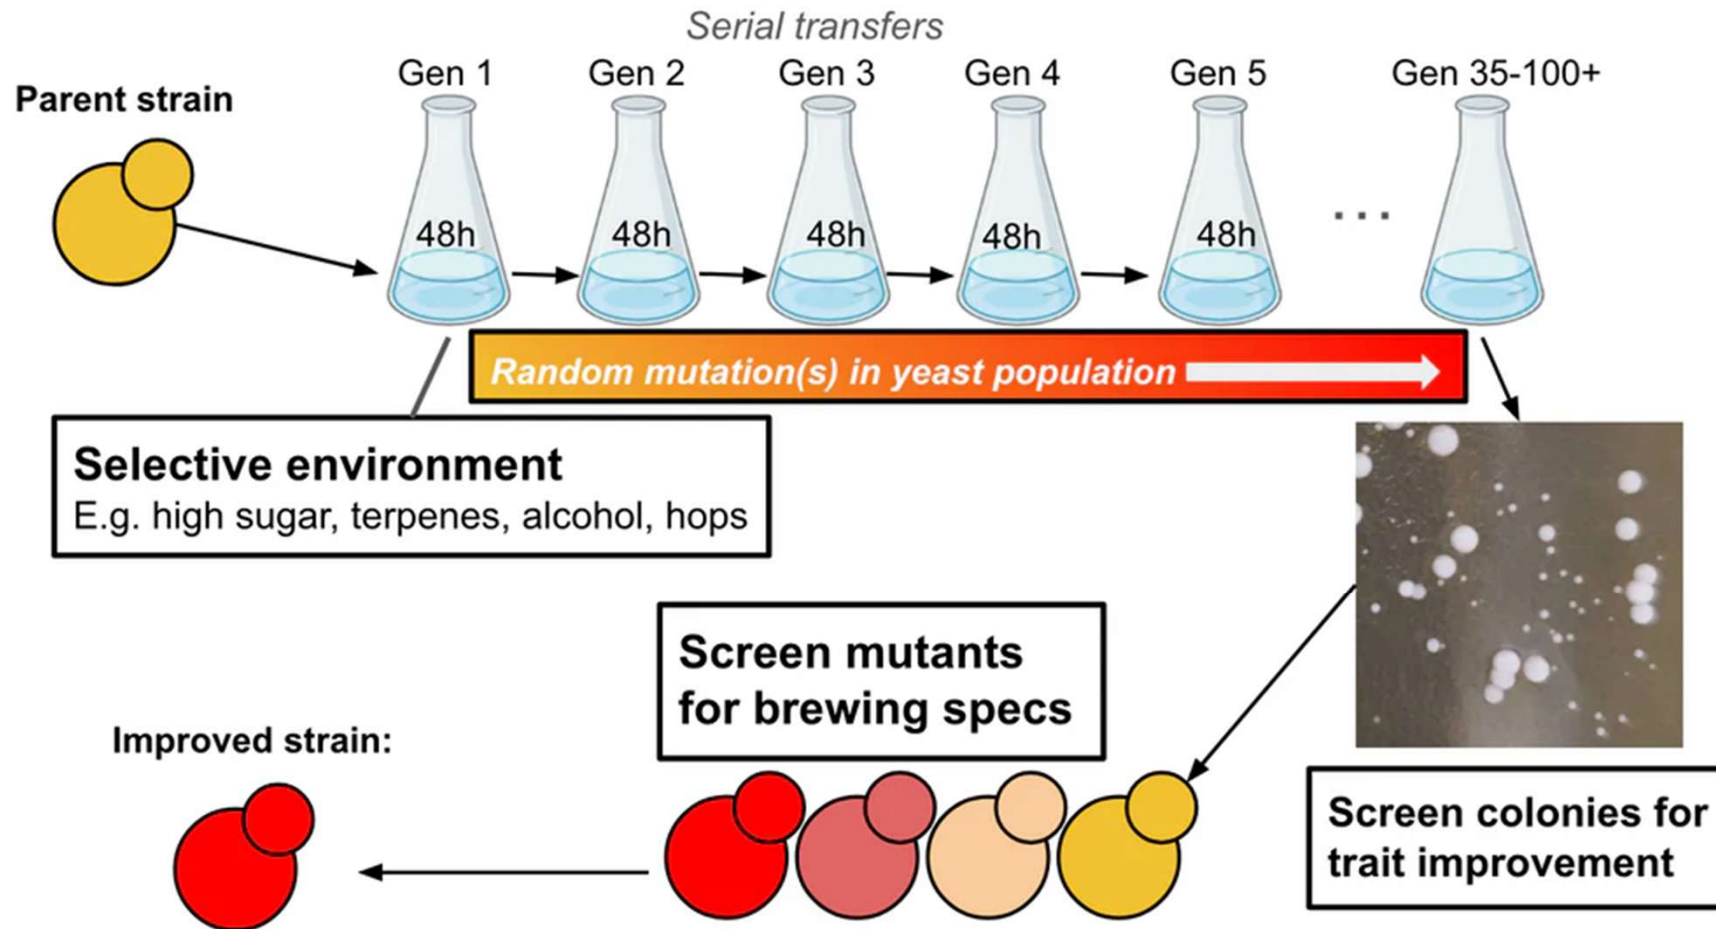 Serial transfers
Gen 1
Gen 2
Gen 3
Gen 4
Gen 5
Gen 35-100+
Parent strain
48h
48h
48h
48h
48h
...
Random mutation(s) in yeast population
Selective environment
E.g. high sugar, terpenes, alcohol, hops
Screen mutants
for brewing specs
Improved strain:
Screen colonies for
trait improvement